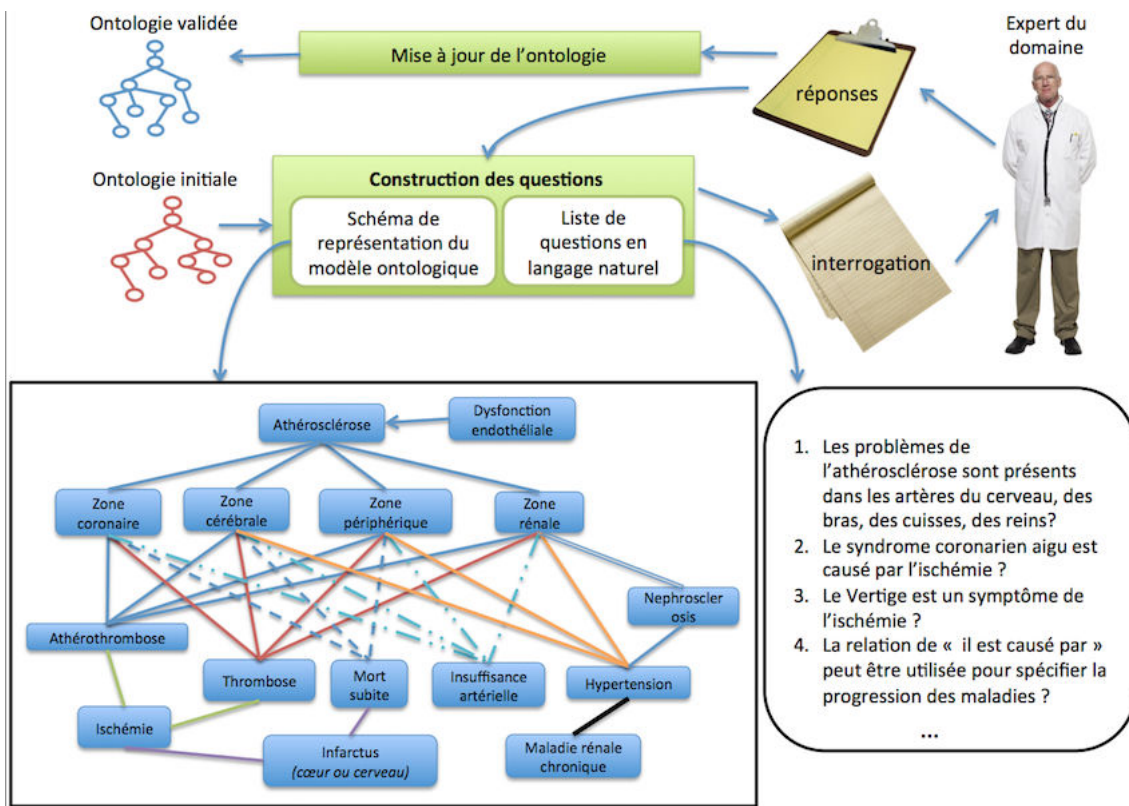 Ontologie validée
Mise à jour de l’ontologie
réponses
Expert du
domaine
Ontologie initiale
Construction des questions
Schéma de
représentation du
modèle ontologique
Liste de
questions en
langage naturel
interrogation
Athérosclérose
Dysfonction
endothéliale
Zone
coronaire
Zone
cérébrale
Zone
périphérique
Zone
rénale
Nephroscler
osis
Athérothrombose
Thrombose
Mort
subite
Insuffisance
artérielle
Hypertension
Ischémie
Infarctus
(cœur ou cerveau)
Maladie rénale
chronique
1. Les problèmes de
l’athérosclérose sont présents
dans les artères du cerveau, des
bras, des cuisses, des reins?
2. Le syndrome coronarien aigu est
causé par l’ischémie ?
3. Le Vertige est un symptôme de
l’ischémie ?
4. La relation de « il est causé par »
peut être utilisée pour spécifier la
progression des maladies ?
...